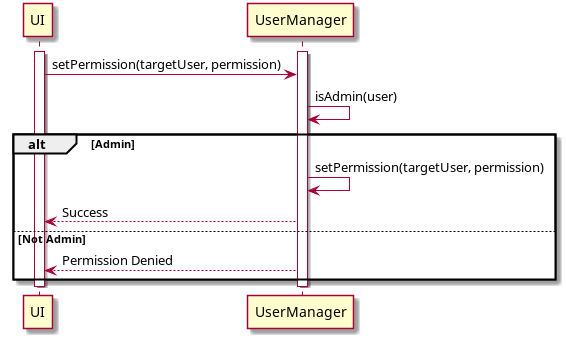 UI UserManager
setPermission(targetUser, permission)
isAdmin(user)
alt [Admin]
setPermission(targetUser, permission)
Success
[Not Admin]
Permission Denied
UI UserManager